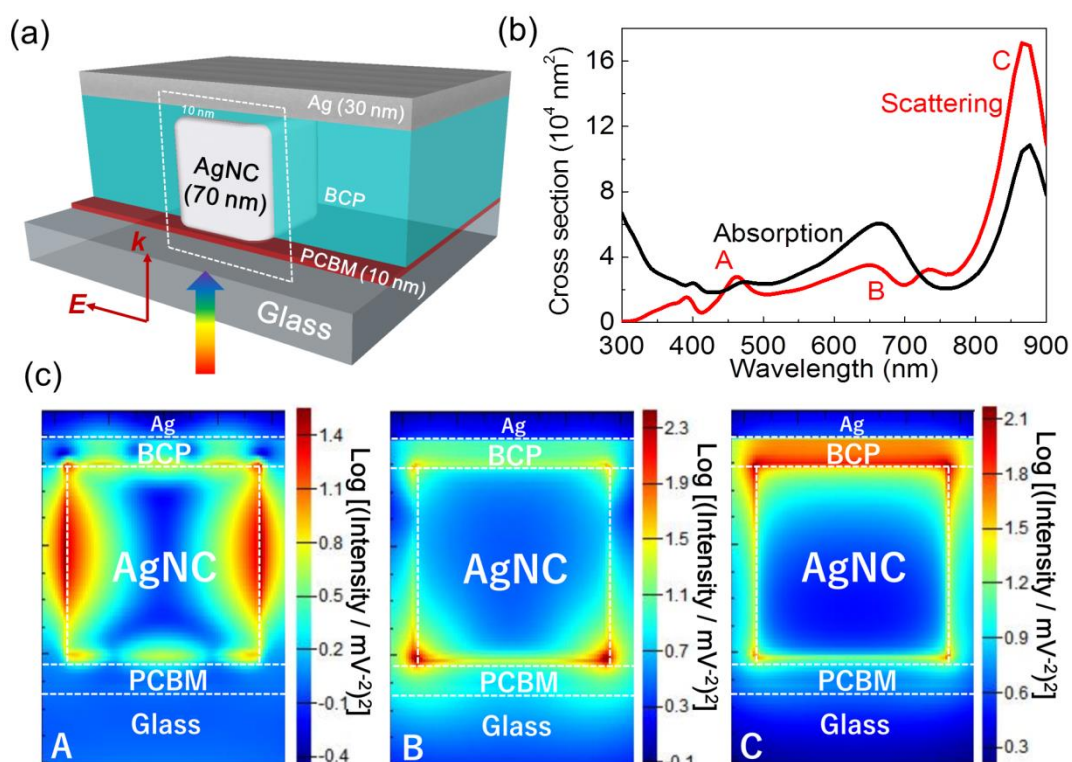 (a)
Ag (30 nm)
10 nm
AgNC
(70 nm)
BCP
PCBM (10 nm)
k
E
Glass
(b)
16
12
8
4
0
Cross section (10⁴ nm²)
C
Scattering
Absorption
A
B
300 400 500 600 700 800 900
Wavelength (nm)
(c)
Ag
BCP
AgNC
PCBM
Glass
A
1.4
1.1
0.8
0.5
0.2
-0.1
-0.4
Log [(Intensity / mV⁻²)²]
Ag
BCP
AgNC
PCBM
Glass
B
2.3
1.9
1.5
1.1
0.7
0.3
-0.1
Log [(Intensity / mV⁻²)²]
Ag
BCP
AgNC
PCBM
Glass
C
2.1
1.8
1.5
1.2
0.9
0.6
0.3
Log [(Intensity / mV⁻²)²]